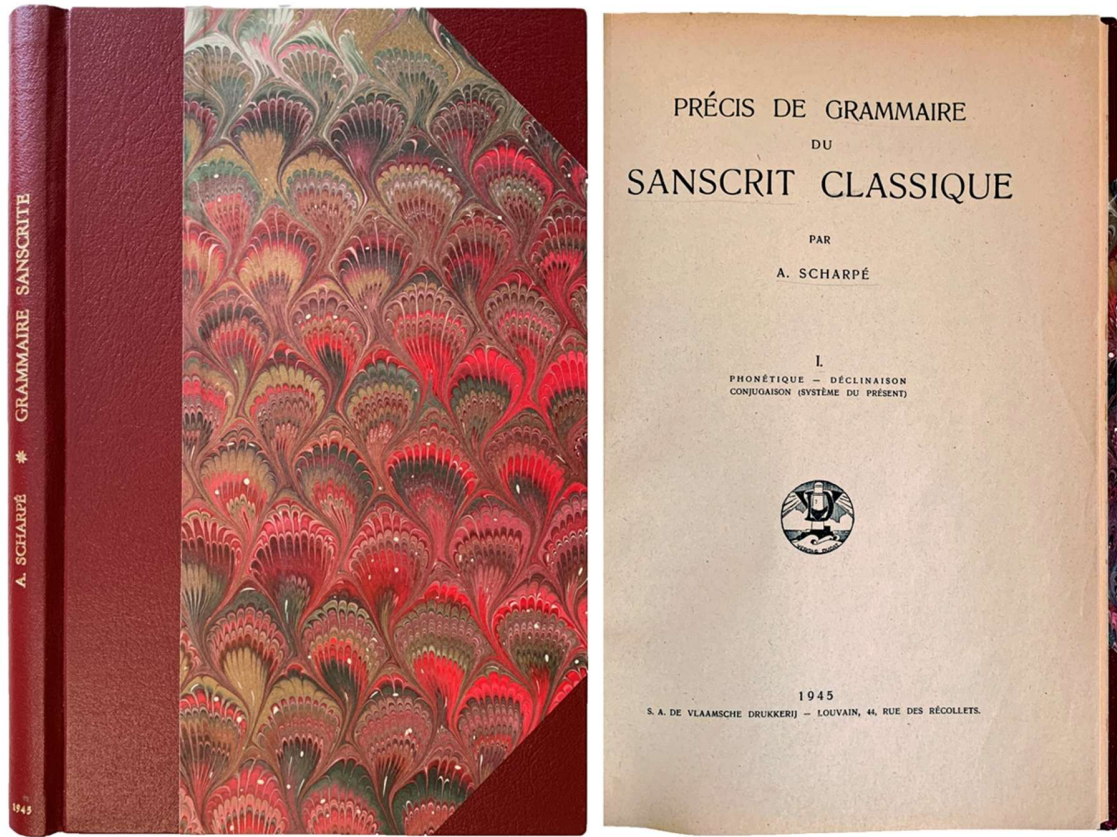 A. SCHARPÉ * GRAMMAIRE SANSCRITE
1945
PRÉCIS DE GRAMMAIRE
DU
SANSCRIT CLASSIQUE
PAR
A. SCHARPÉ
I.
PHONÉTIQUE — DÉCLINAISON
CONJUGAISON (SYSTÈME DU PRÉSENT)
1945
S. A. DE VLAAMSCHE DRUKKERIJ — LOUVAIN, 44, RUE DES RÉCOLLETS.